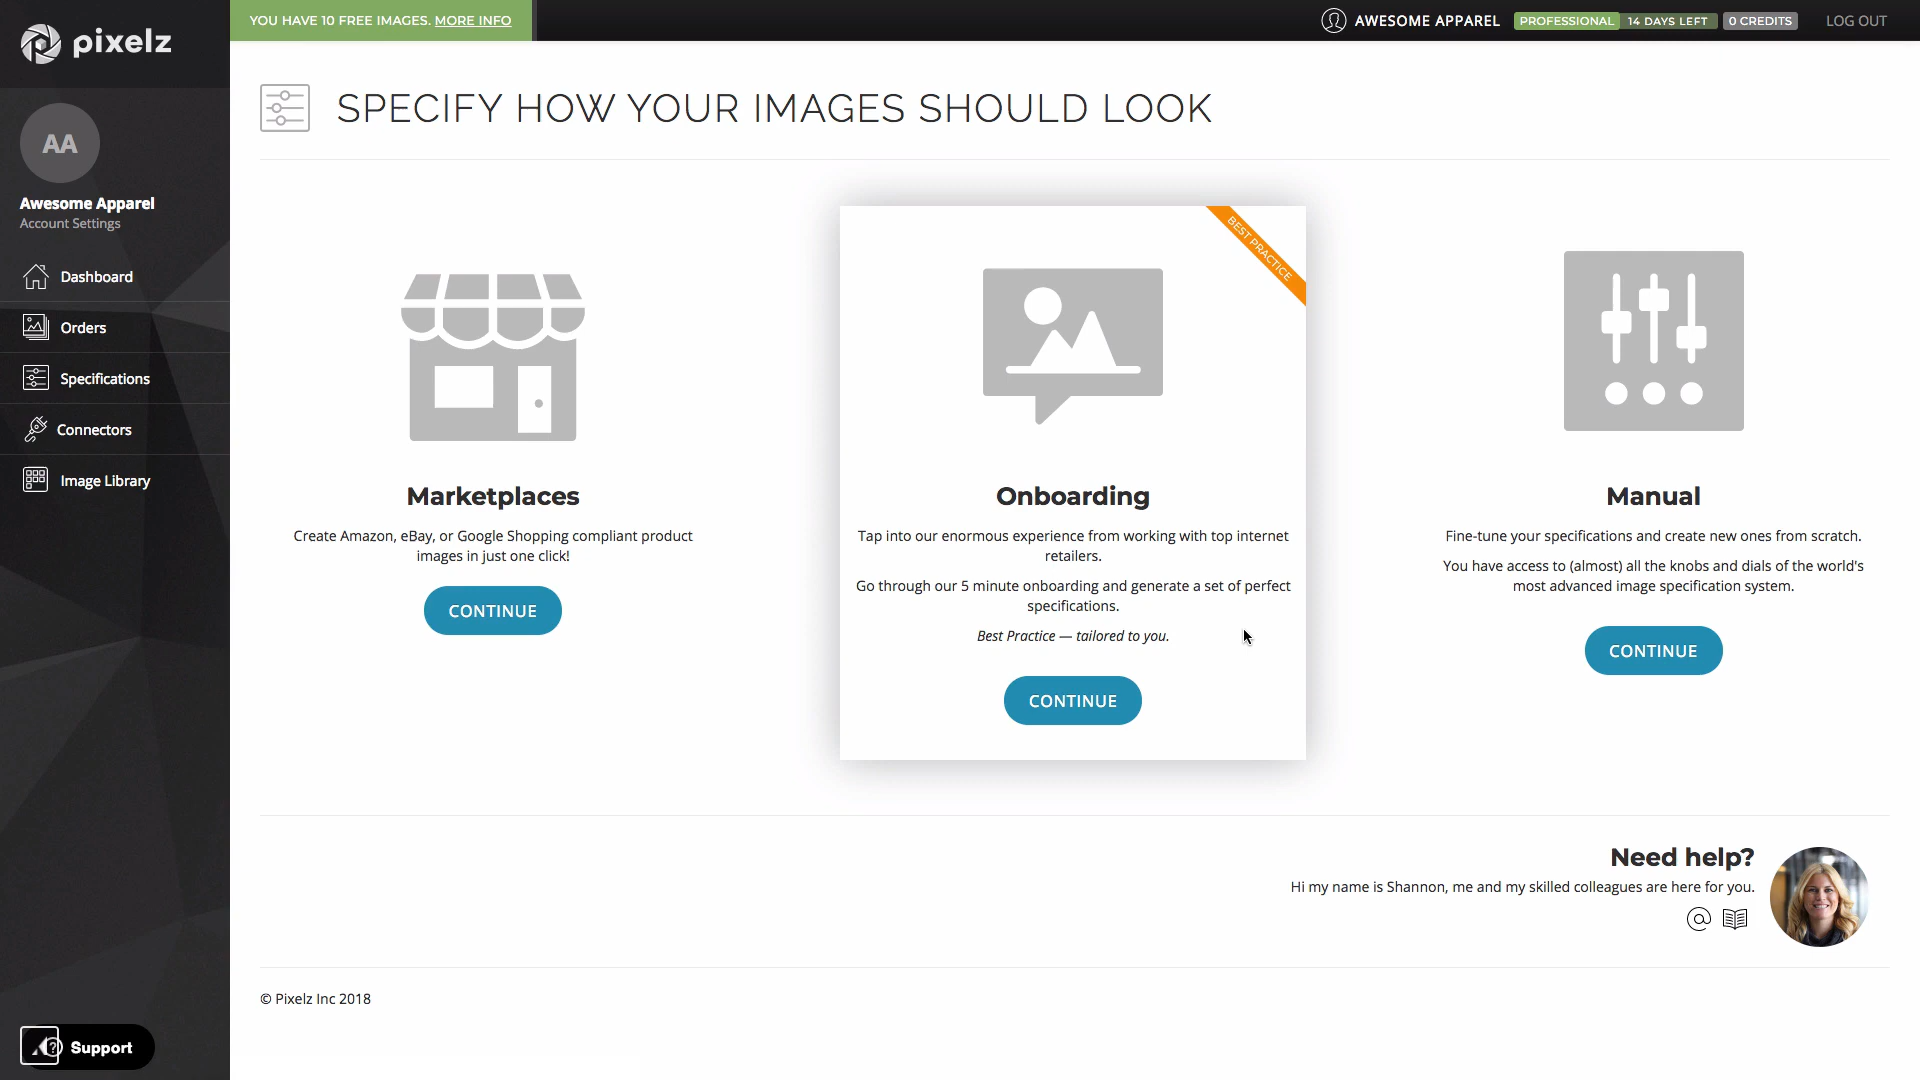 pixelz
YOU HAVE 10 FREE IMAGES. MORE INFO
AWESOME APPAREL
PROFESSIONAL
14 DAYS LEFT
0 CREDITS
LOG OUT
AA
Awesome Apparel
Account Settings
Dashboard
Orders
Specifications
Connectors
Image Library
Support
SPECIFY HOW YOUR IMAGES SHOULD LOOK
Marketplaces
Create Amazon, eBay, or Google Shopping compliant product
images in just one click!
CONTINUE
BEST PRACTICE
Onboarding
Tap into our enormous experience from working with top internet
retailers.
Go through our 5 minute onboarding and generate a set of perfect
specifications.
Best Practice — tailored to you.
CONTINUE
Manual
Fine-tune your specifications and create new ones from scratch.
You have access to (almost) all the knobs and dials of the world's
most advanced image specification system.
CONTINUE
Need help?
Hi my name is Shannon, me and my skilled colleagues are here for you.
© Pixelz Inc 2018